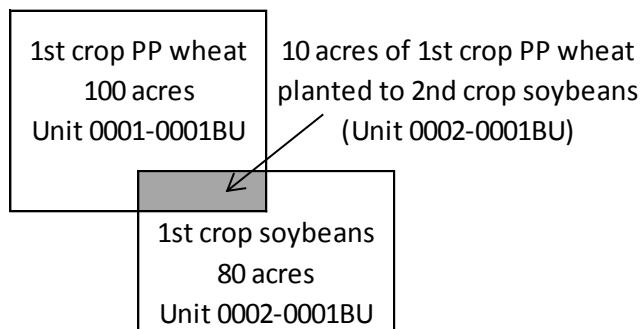 1st crop PP wheat
100 acres
Unit 0001-0001BU
10 acres of 1st crop PP wheat
planted to 2nd crop soybeans
(Unit 0002-0001BU)
1st crop soybeans
80 acres
Unit 0002-0001BU